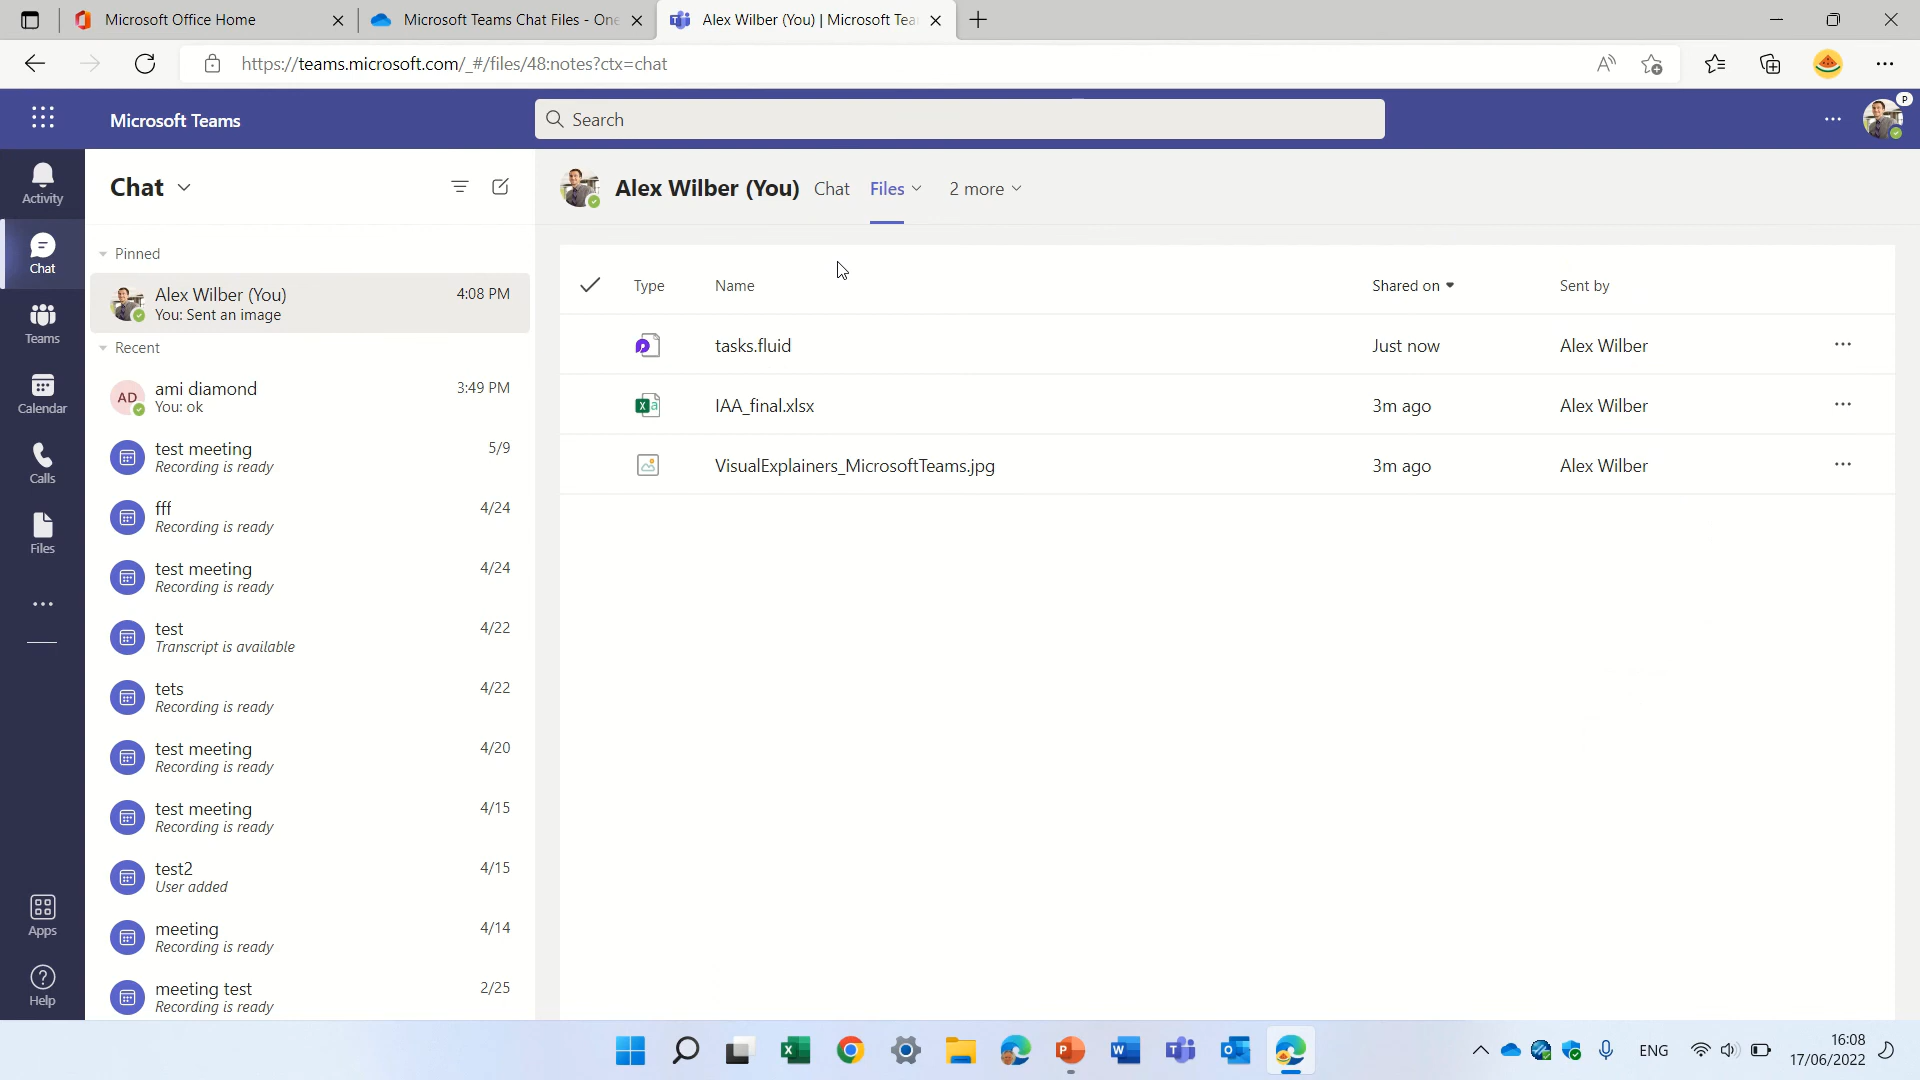 Microsoft Office Home
Microsoft Teams Chat Files - One
Alex Wilber (You) | Microsoft Tea
https://teams.microsoft.com/_#/files/48:notes?ctx=chat
Microsoft Teams
Search
P
Activity
Chat
Teams
Calendar
Calls
Files
Apps
Help
Chat
Pinned
Alex Wilber (You) 4:08 PM
You: Sent an image
Recent
AD
ami diamond 3:49 PM
You: ok
test meeting 5/9
Recording is ready
fff 4/24
Recording is ready
test meeting 4/24
Recording is ready
test 4/22
Transcript is available
tets 4/22
Recording is ready
test meeting 4/20
Recording is ready
test meeting 4/15
Recording is ready
test2 4/15
User added
meeting 4/14
Recording is ready
meeting test 2/25
Recording is ready
Alex Wilber (You) Chat Files 2 more
Type Name Shared on Sent by
tasks.fluid Just now Alex Wilber
IAA_final.xlsx 3m ago Alex Wilber
VisualExplainers_MicrosoftTeams.jpg 3m ago Alex Wilber
ENG
16:08
17/06/2022